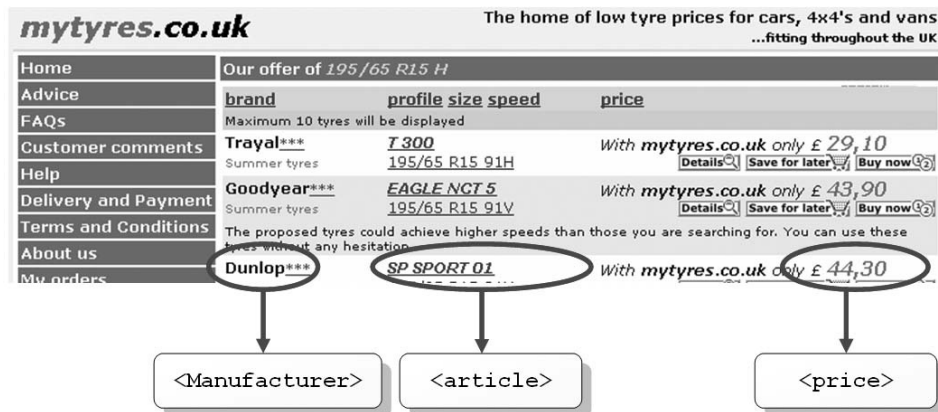 mytyres.co.uk
The home of low tyre prices for cars, 4x4's and vans
...fitting throughout the UK
Home
Advice
FAQs
Customer comments
Help
Delivery and Payment
Terms and Conditions
About us
My orders
Our offer of 195/65 R15 H
brand profile size speed price
Maximum 10 tyres will be displayed
Trayal*** T 300 With mytyres.co.uk only £ 29,10
Summer tyres 195/65 R15 91H Details Save for later Buy now
Goodyear*** EAGLE NCT 5 With mytyres.co.uk only £ 43,90
Summer tyres 195/65 R15 91V Details Save for later Buy now
The proposed tyres could achieve higher speeds than those you are searching for. You can use these
tyres without any hesitation
Dunlop*** SP SPORT 01 With mytyres.co.uk only £ 44,30
<Manufacturer> <article> <price>